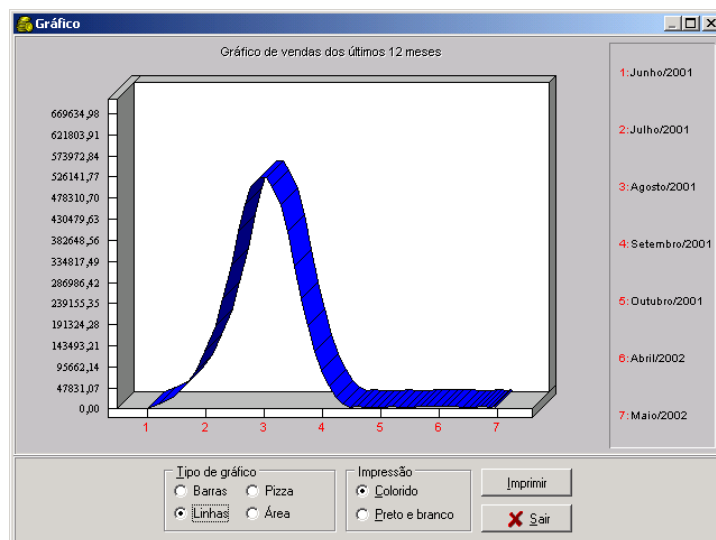 Gráfico
Gráfico de vendas dos últimos 12 meses
669634,98
621803,91
573972,84
526141,77
478310,70
430479,63
382648,56
334817,49
286986,42
239155,35
191324,28
143493,21
95662,14
47831,07
0,00
1 2 3 4 5 6 7
1:Junho/2001
2:Julho/2001
3:Agosto/2001
4:Setembro/2001
5:Outubro/2001
6:Abril/2002
7:Maio/2002
Tipo de gráfico
Barras Pizza
Linhas Área
Impressão
Colorido
Preto e branco
Imprimir
Sair